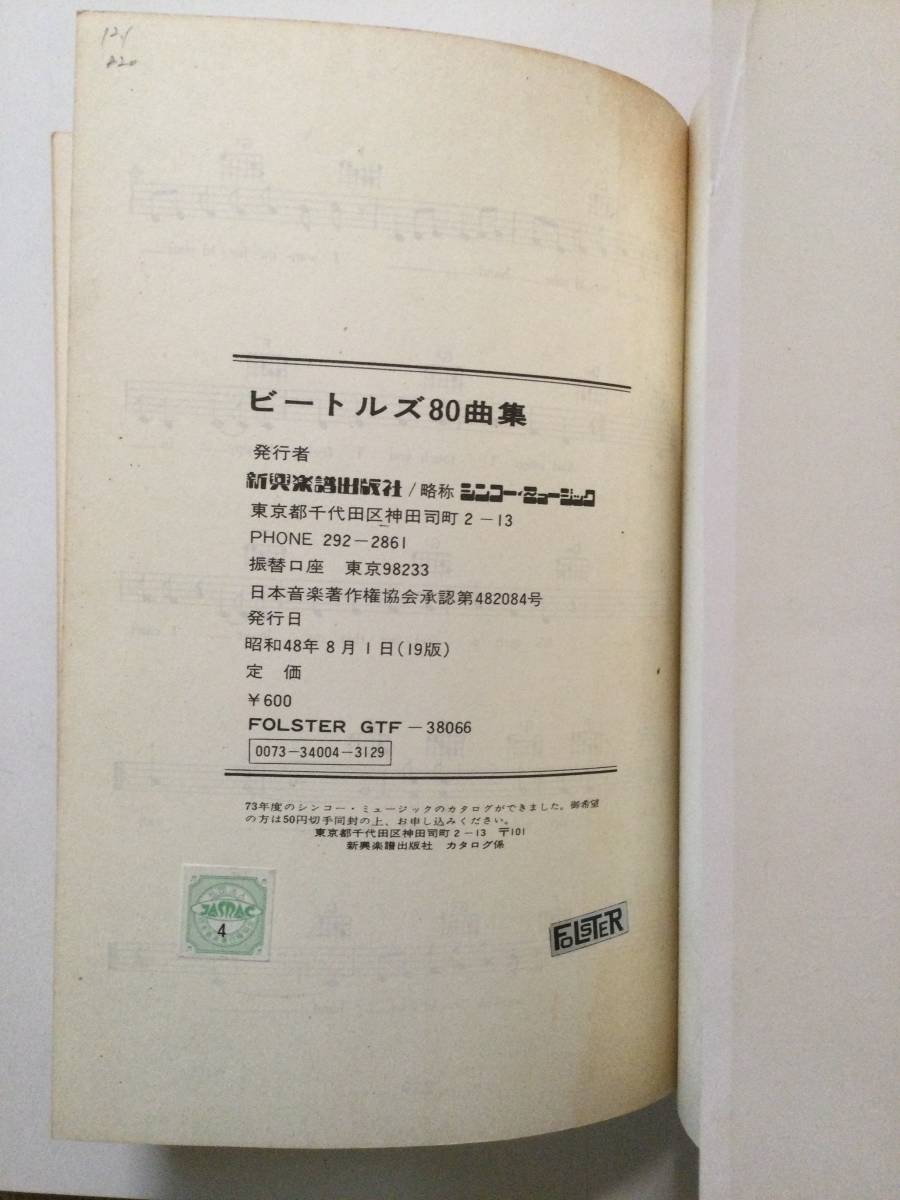 124
220
ビートルズ80曲集
発行者
新興楽譜出版社/略称 シンコー・ミュージック
東京都千代田区神田司町2-13
PHONE 292-2861
振替口座 東京98233
日本音楽著作権協会承認第482084号
発行日
昭和48年8月1日(19版)
定 価
¥600
FOLSTER GTF-38066
0073-34004-3129
73年度のシンコー・ミュージックのカタログができました。御希望
の方は50円切手同封の上、お申し込みください。
東京都千代田区神田司町2-13 〒101
新興楽譜出版社 カタログ係
JASRAC
4
FOLSTER